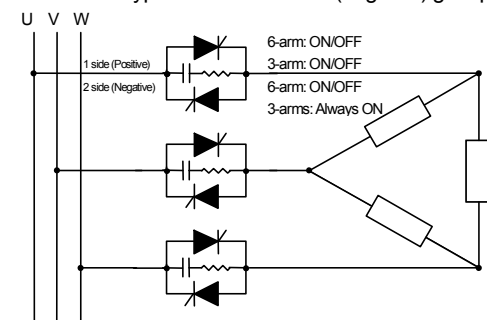 U V W
1 side (Positive)
2 side (Negative)
6-arm: ON/OFF
3-arm: ON/OFF
6-arm: ON/OFF
3-arms: Always ON